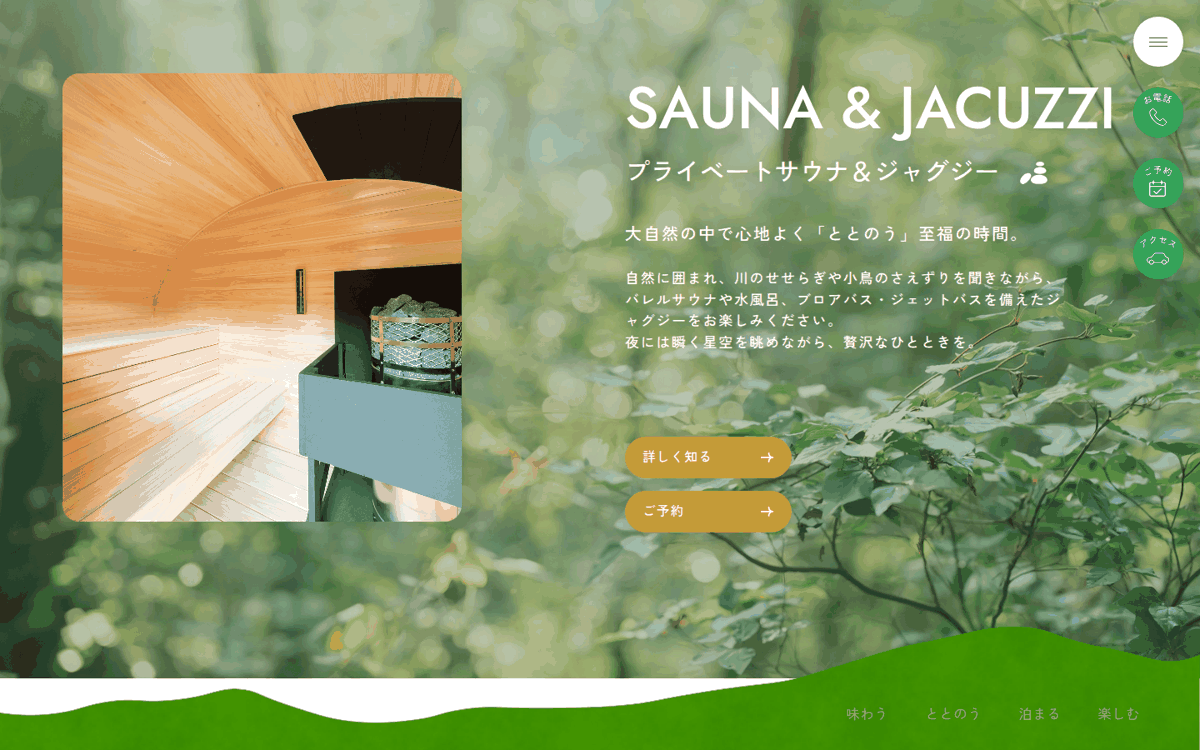 SAUNA & JACUZZI
プライベートサウナ&ジャグジー
大自然の中で心地よく「ととのう」至福の時間。
自然に囲まれ、川のせせらぎや小鳥のさえずりを聞きながら、
バレルサウナや水風呂、ブロアバス・ジェットバスを備えたジ
ャグジーをお楽しみください。
夜には瞬く星空を眺めながら、贅沢なひとときを。
詳しく知る
ご予約
お電話
ご予約
アクセス
味わう ととのう 泊まる 楽しむ